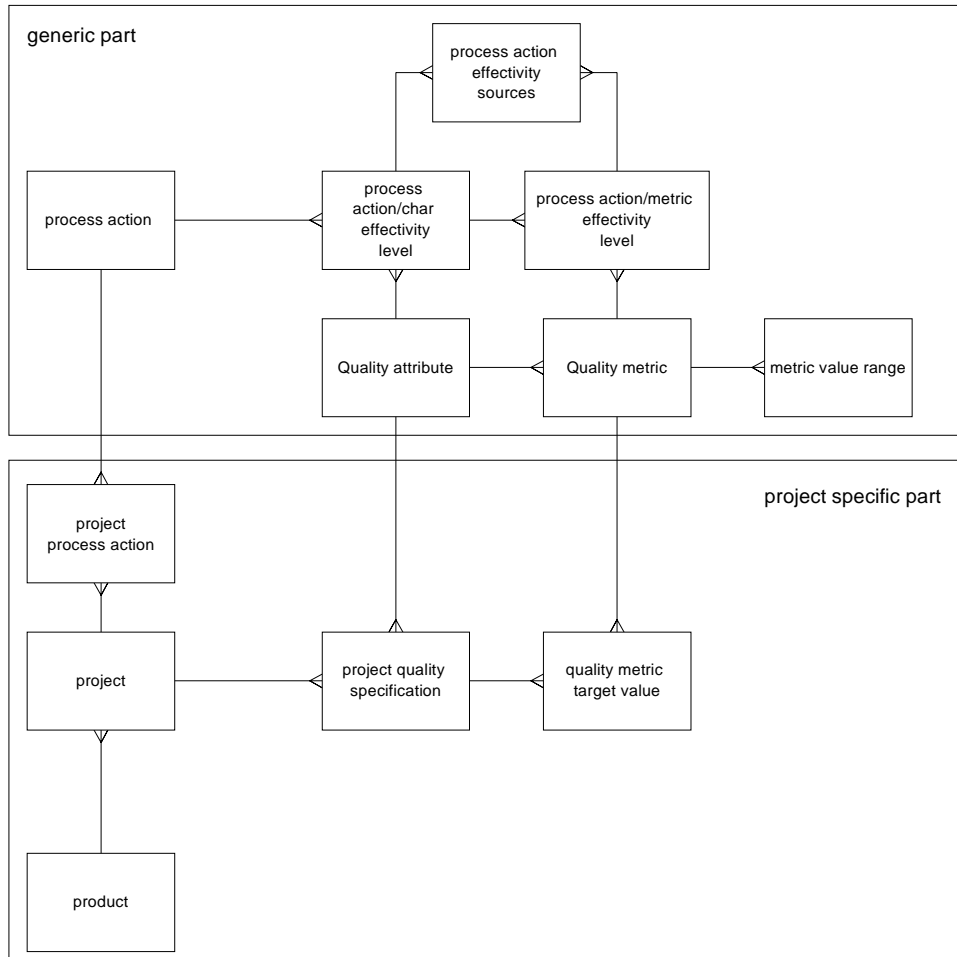 generic part
process action
effectivity
sources
process action
process
action/char
effectivity
level
process action/metric
effectivity
level
Quality attribute
Quality metric
metric value range
project specific part
project
process action
project
project quality
specification
quality metric
target value
product